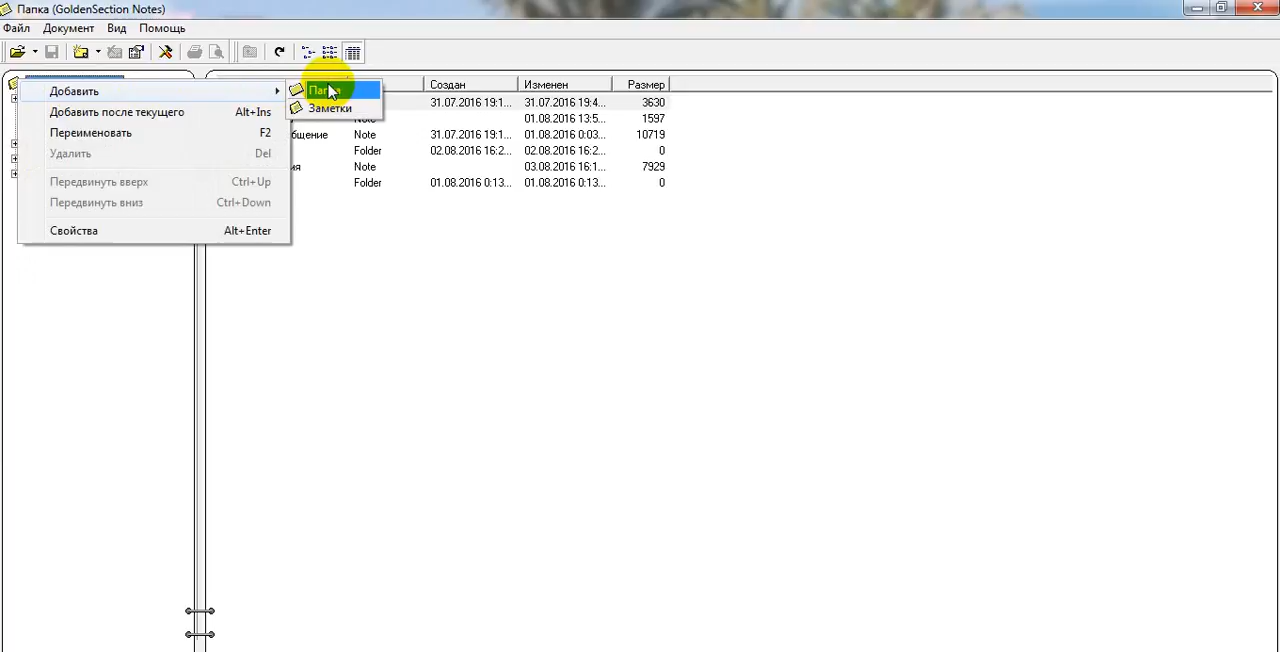 Папка (GoldenSection Notes)
Файл Документ Вид Помощь
Создан Изменен Размер
Добавить
Добавить после текущего Alt+Ins
Переименовать F2
Удалить Del
Передвинуть вверх Ctrl+Up
Передвинуть вниз Ctrl+Down
Свойства Alt+Enter
Папка
Заметки
31.07.2016 19:1... 31.07.2016 19:4... 3630
Note 01.08.2016 13:5... 1597
бщение Note 31.07.2016 19:1... 01.08.2016 0:03... 10719
Folder 02.08.2016 16:2... 02.08.2016 16:2... 0
ия Note 03.08.2016 16:1... 7929
Folder 01.08.2016 0:13... 01.08.2016 0:13... 0